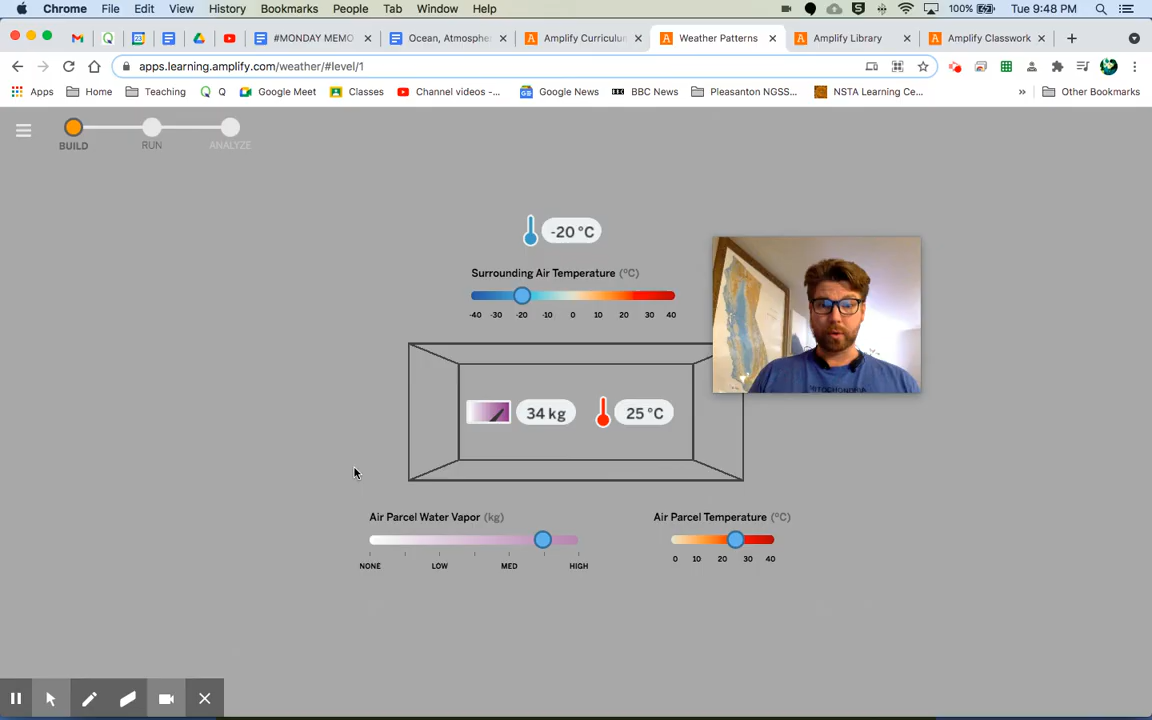 Chrome File Edit View History Bookmarks People Tab Window Help 100% Tue 9:48 PM
#MONDAY MEMO Ocean, Atmosphe Amplify Curriculum Weather Patterns Amplify Library Amplify Classwork
apps.learning.amplify.com/weather/#level/1
Apps Home Teaching Q Google Meet Classes Channel videos -... Google News BBC News Pleasanton NGSS... NSTA Learning Ce... » Other Bookmarks
BUILD RUN ANALYZE
-20 °C
Surrounding Air Temperature (°C)
-40 -30 -20 -10 0 10 20 30 40
34 kg 25 °C
Air Parcel Water Vapor (kg) Air Parcel Temperature (°C)
NONE LOW MED HIGH 0 10 20 30 40